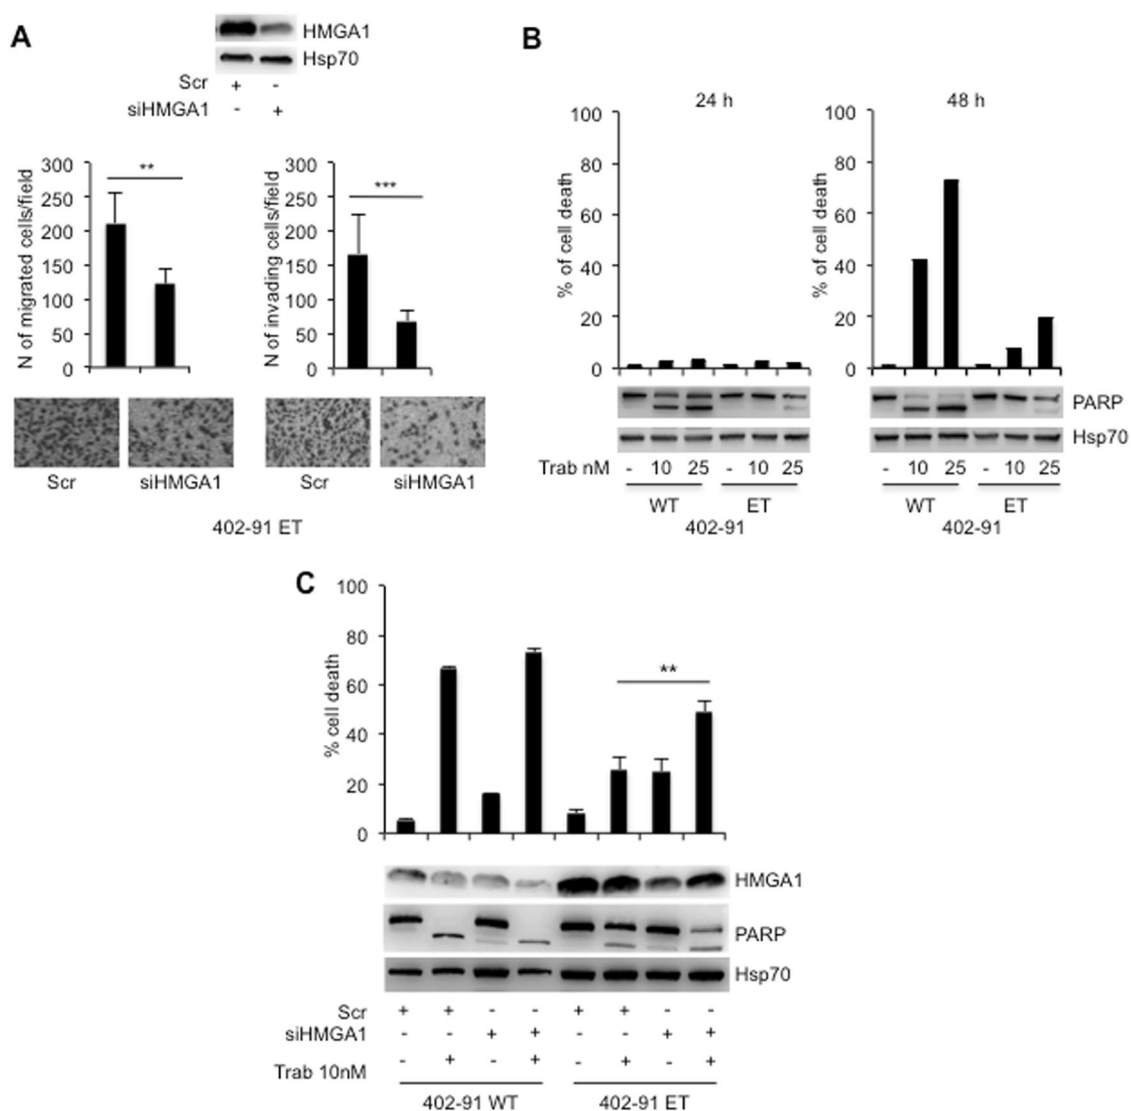 A
HMGA1
Hsp70
Scr + -
siHMGA1 - +
N of migrated cells/field
300
250
200
150
100
50
0
**
N of invading cells/field
300
250
200
150
100
50
0
***
Scr siHMGA1 Scr siHMGA1
402-91 ET
B
24 h
% of cell death
100
80
60
40
20
0
48 h
% of cell death
100
80
60
40
20
0
PARP
Hsp70
Trab nM - 10 25 - 10 25 - 10 25 - 10 25
WT ET WT ET
402-91 402-91
C
% cell death
100
80
60
40
20
0
**
HMGA1
PARP
Hsp70
Scr + + - - + + - -
siHMGA1 - - + + - - + +
Trab 10nM - + - + - + - +
402-91 WT 402-91 ET